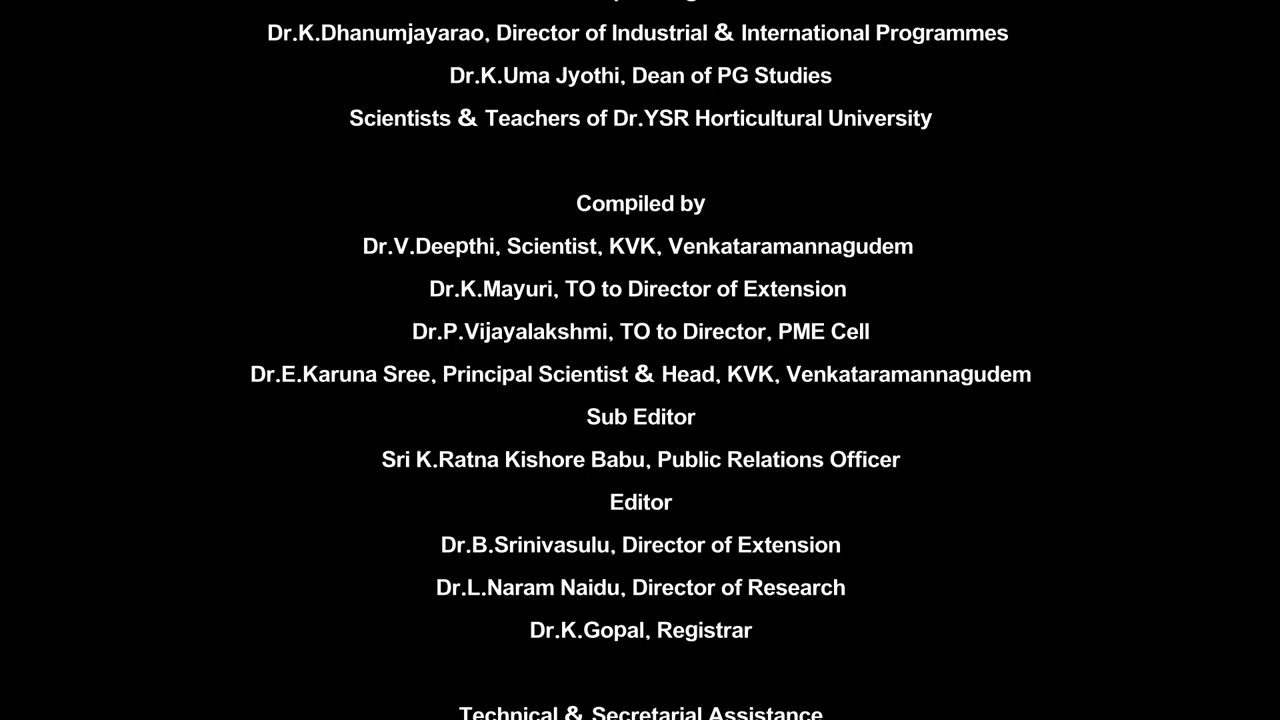 Dr.K.Dhanumjayarao, Director of Industrial & International Programmes
Dr.K.Uma Jyothi, Dean of PG Studies
Scientists & Teachers of Dr.YSR Horticultural University
Compiled by
Dr.V.Deepthi, Scientist, KVK, Venkataramannagudem
Dr.K.Mayuri, TO to Director of Extension
Dr.P.Vijayalakshmi, TO to Director, PME Cell
Dr.E.Karuna Sree, Principal Scientist & Head, KVK, Venkataramannagudem
Sub Editor
Sri K.Ratna Kishore Babu, Public Relations Officer
Editor
Dr.B.Srinivasulu, Director of Extension
Dr.L.Naram Naidu, Director of Research
Dr.K.Gopal, Registrar
Technical & Secretarial Assistance